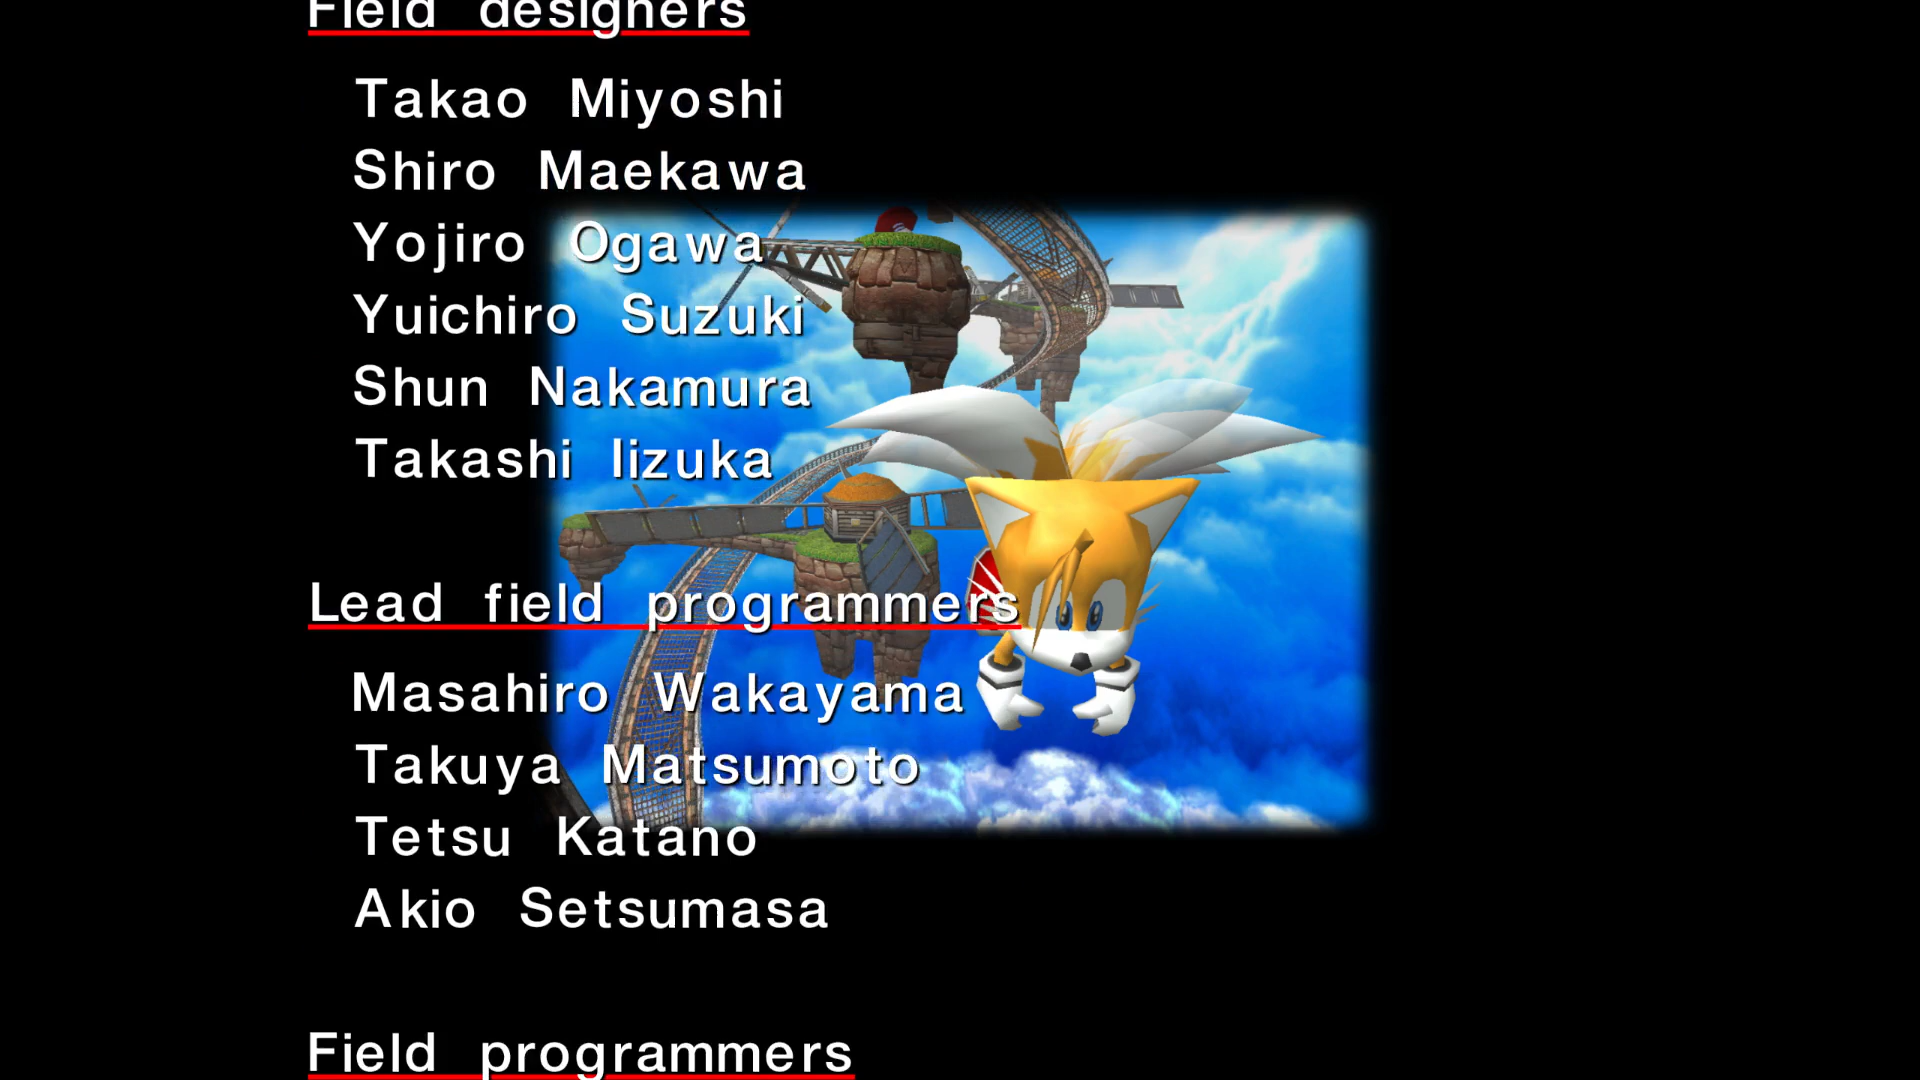 Field designers
Takao Miyoshi
Shiro Maekawa
Yojiro Ogawa
Yuichiro Suzuki
Shun Nakamura
Takashi Iizuka
Lead field programmers
Masahiro Wakayama
Takuya Matsumoto
Tetsu Katano
Akio Setsumasa
Field programmers